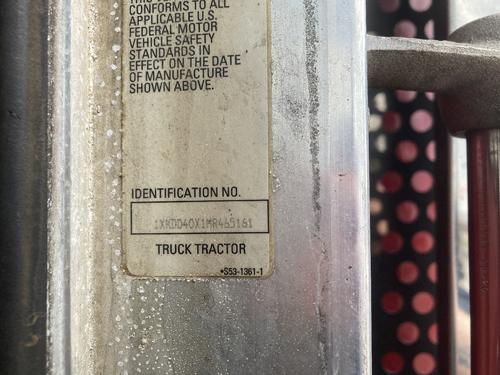 THIS
CONFORMS TO ALL
APPLICABLE U.S.
FEDERAL MOTOR
VEHICLE SAFETY
STANDARDS IN
EFFECT ON THE DATE
OF MANUFACTURE
SHOWN ABOVE.
IDENTIFICATION NO.
1XKDD40X1MR465161
TRUCK TRACTOR
*S53-1361-1